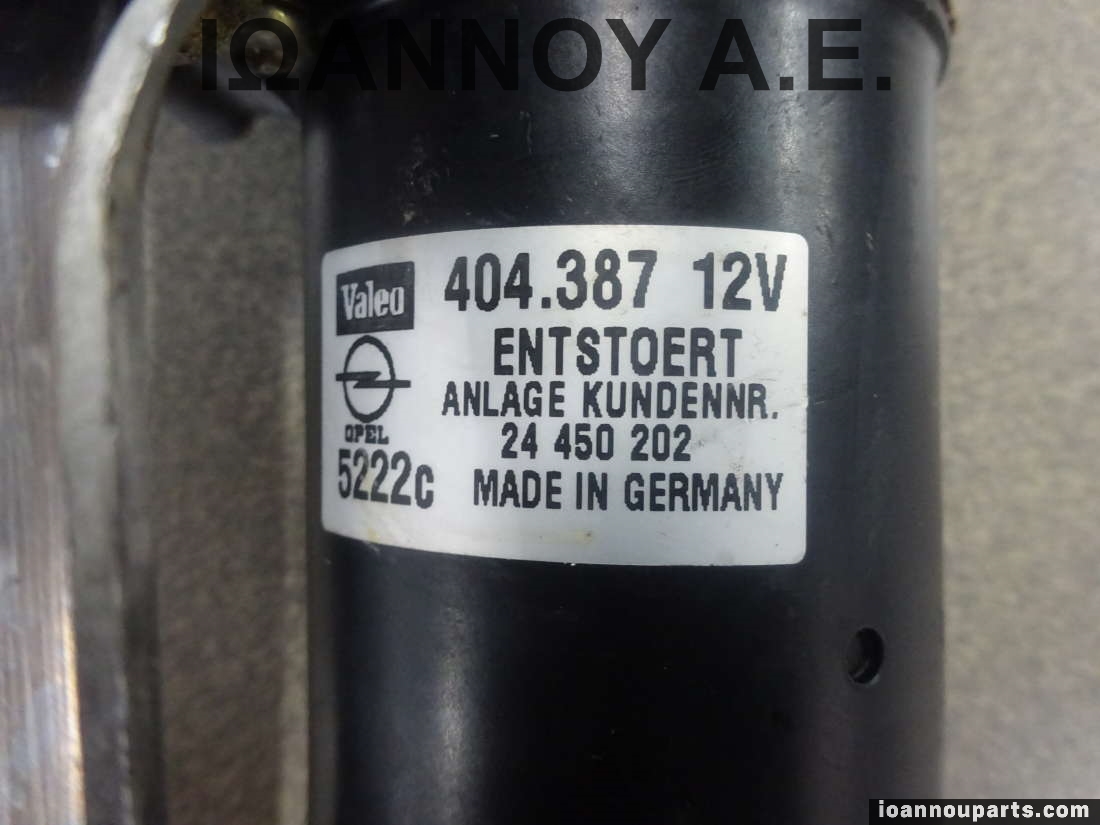 ΙΩΑΝΝΟΥ Α.Ε.
Valeo 404.387 12V
ENTSTOERT
ANLAGE KUNDENNR.
OPEL 24 450 202
5222c MADE IN GERMANY
ioannouparts.com